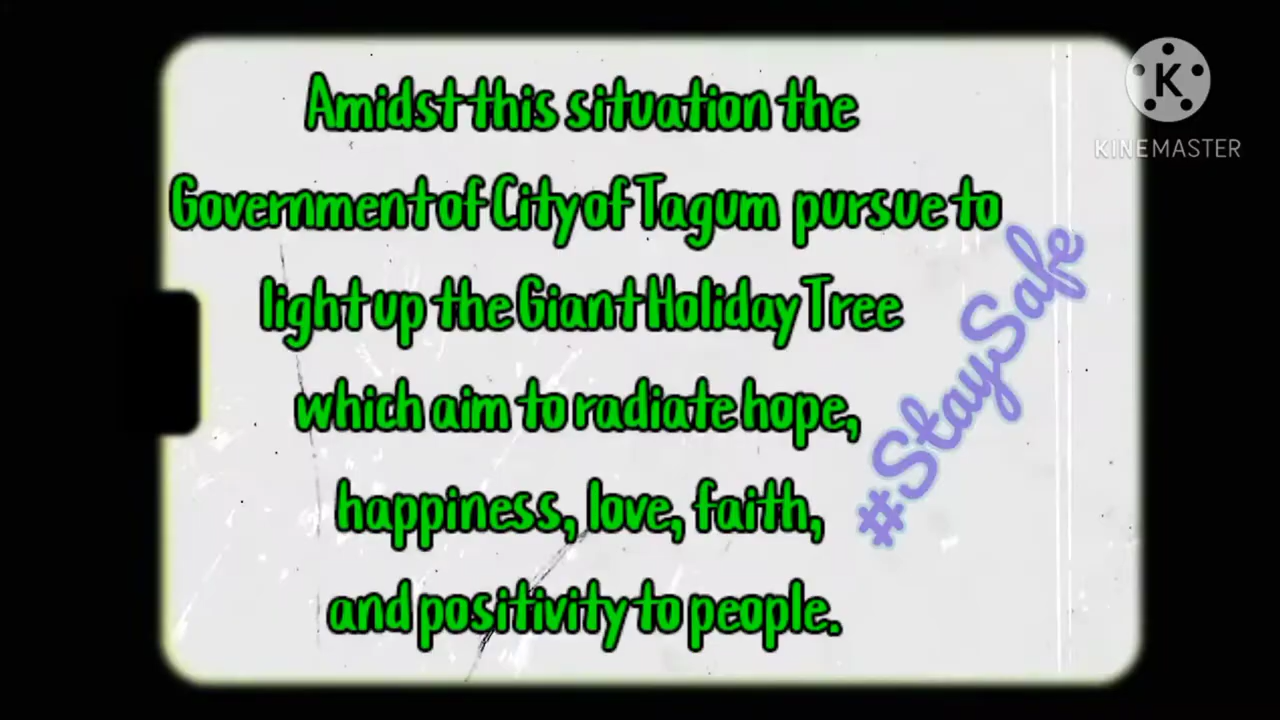 Amidst this situation the
Government of City of Tagum pursue to
light up the Giant Holiday Tree
which aim to radiate hope,
happiness, love, faith,
and positivity to people.
#StaySafe
K
KINEMASTER